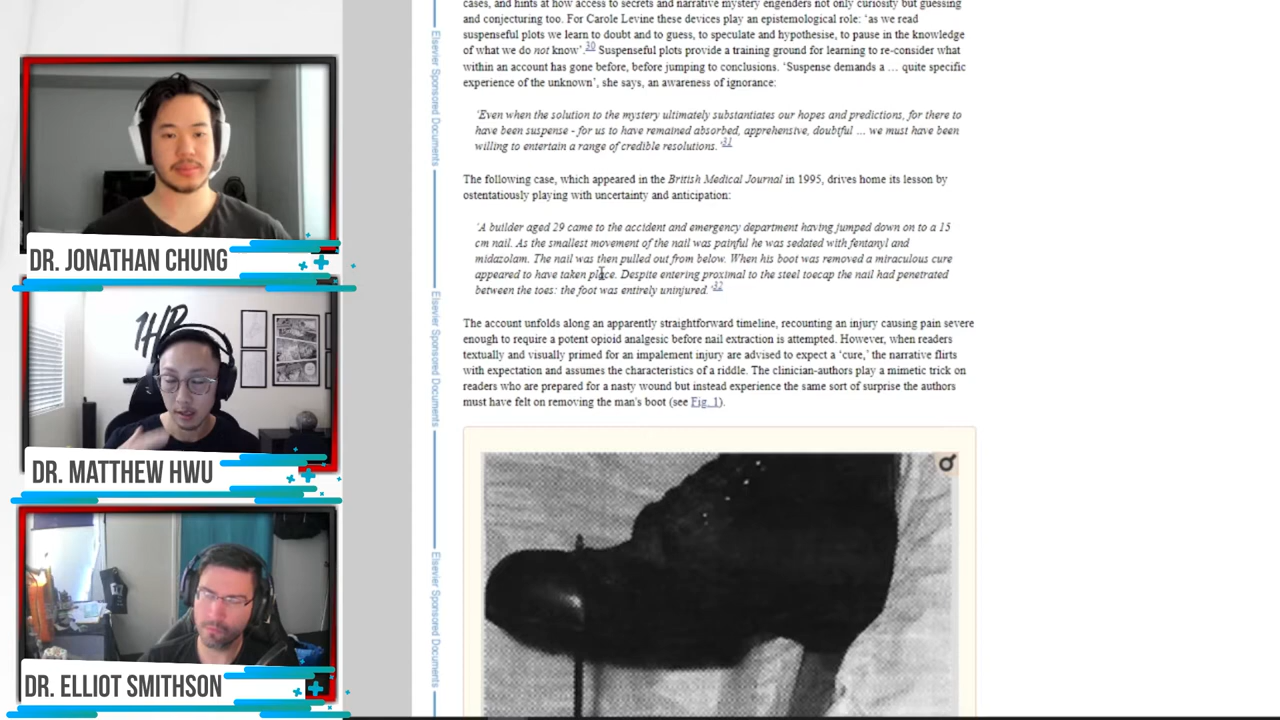 DR. JONATHAN CHUNG
1HP
DR. MATTHEW HWU
DR. ELLIOT SMITHSON
Elsevier Sponsored Documents
Elsevier Sponsored Documents
Elsevier Sponsored Documents
cases, and hints at how access to secrets and narrative mystery engenders not only curiosity but guessing
and conjecturing too. For Carole Levine these devices play an epistemological role: ‘as we read
suspenseful plots we learn to doubt and to guess, to speculate and hypothesise, to pause in the knowledge
of what we do not know’.30 Suspenseful plots provide a training ground for learning to re-consider what
within an account has gone before, before jumping to conclusions. ‘Suspense demands a … quite specific
experience of the unknown’, she says, an awareness of ignorance:
‘Even when the solution to the mystery ultimately substantiates our hopes and predictions, for there to
have been suspense - for us to have remained absorbed, apprehensive, doubtful … we must have been
willing to entertain a range of credible resolutions.’31
The following case, which appeared in the British Medical Journal in 1995, drives home its lesson by
ostentatiously playing with uncertainty and anticipation:
‘A builder aged 29 came to the accident and emergency department having jumped down on to a 15
cm nail. As the smallest movement of the nail was painful he was sedated with fentanyl and
midazolam. The nail was then pulled out from below. When his boot was removed a miraculous cure
appeared to have taken place. Despite entering proximal to the steel toecap the nail had penetrated
between the toes: the foot was entirely uninjured.’32
The account unfolds along an apparently straightforward timeline, recounting an injury causing pain severe
enough to require a potent opioid analgesic before nail extraction is attempted. However, when readers
textually and visually primed for an impalement injury are advised to expect a ‘cure,’ the narrative flirts
with expectation and assumes the characteristics of a riddle. The clinician-authors play a mimetic trick on
readers who are prepared for a nasty wound but instead experience the same sort of surprise the authors
must have felt on removing the man's boot (see Fig. 1).